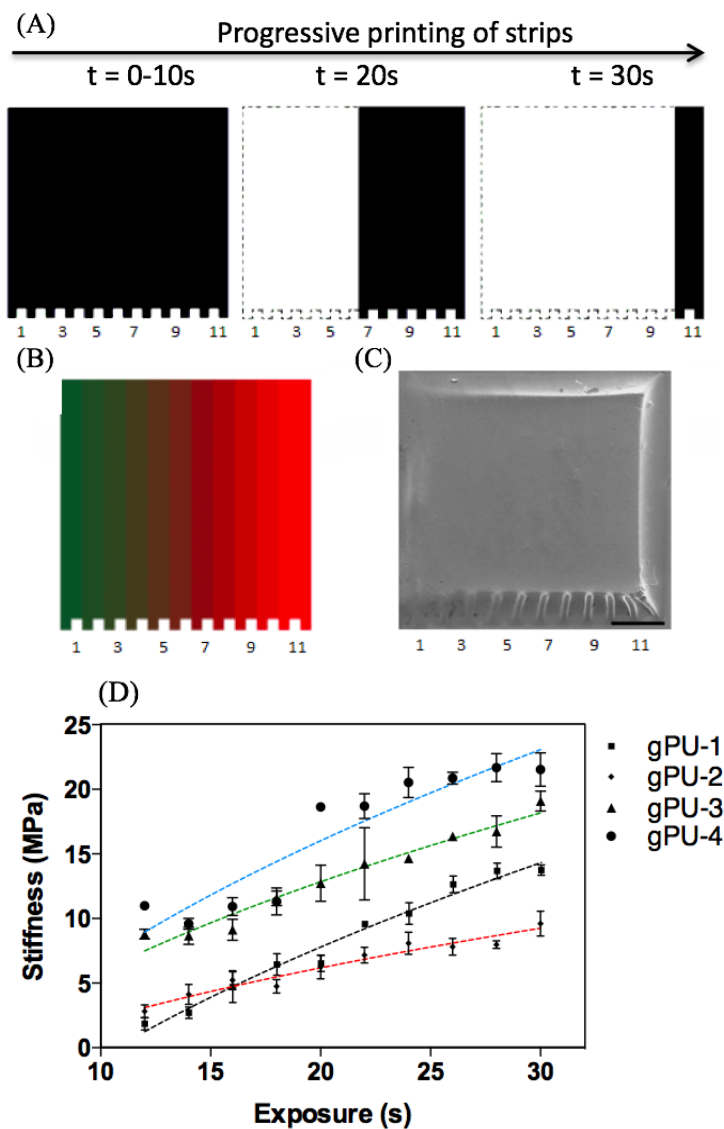 (A)
Progressive printing of strips
t = 0-10s
t = 20s
t = 30s
1 3 5 7 9 11
1 3 5 7 9 11
1 3 5 7 9 11
(B)
1 3 5 7 9 11
(C)
1 3 5 7 9 11
(D)
25
20
15
10
5
0
Stiffness (MPa)
10 15 20 25 30
Exposure (s)
gPU-1
gPU-2
gPU-3
gPU-4